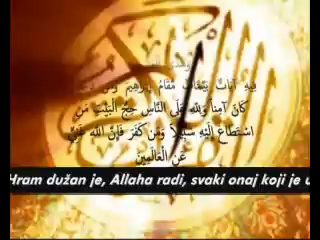 فِيهِ آيَاتٌ بَيِّنَاتٌ مَّقَامُ إِبْرَاهِيمَ وَمَن
كَانَ آمِنًا وَلِلَّهِ عَلَى النَّاسِ حِجُّ الْبَيْتِ مَنِ
اسْتَطَاعَ إِلَيْهِ سَبِيلًا وَمَن كَفَرَ فَإِنَّ اللَّهَ غَنِيٌّ
عَنِ الْعَالَمِينَ
Hram dužan je, Allaha radi, svaki onaj koji je u